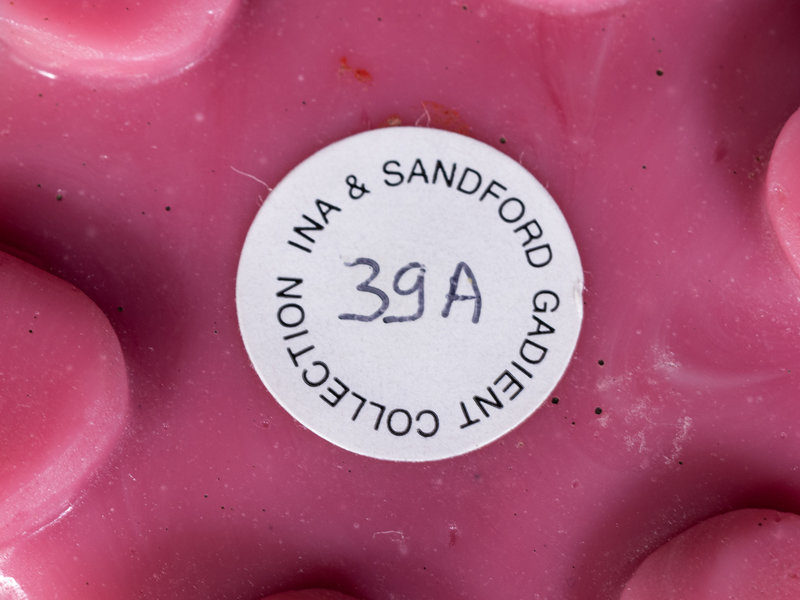 INA & SANDFORD GADIENT COLLECTION
39A